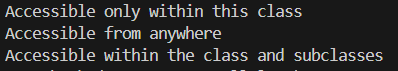 Accessible only within this class
Accessible from anywhere
Accessible within the class and subclasses